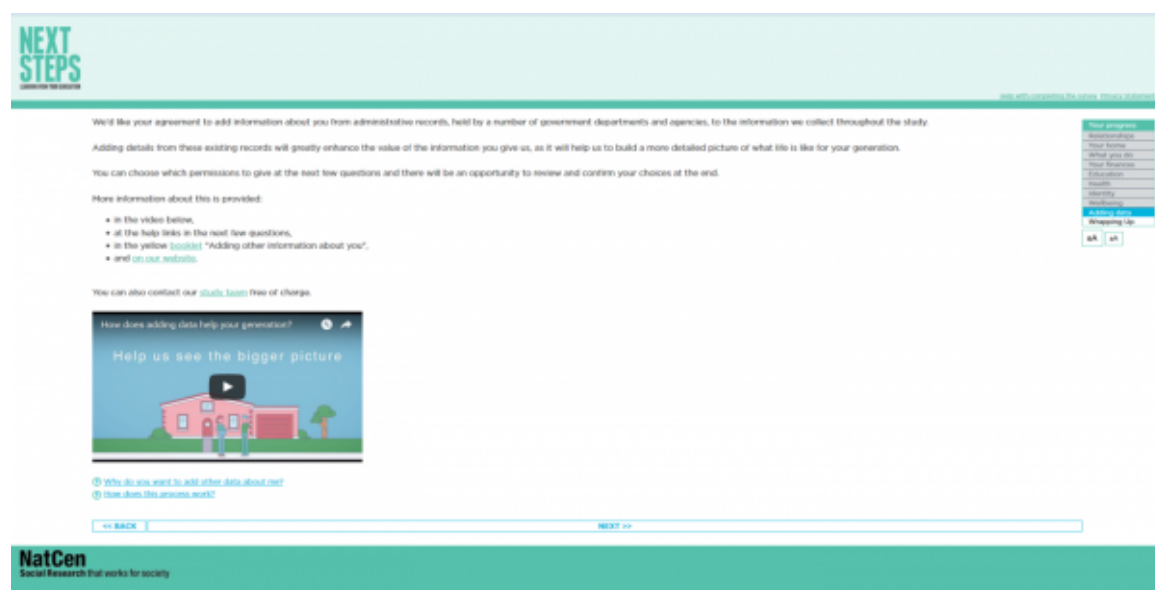 NEXT
STEPS
Help with completing the survey Privacy Statement
We'd like your agreement to add information about you from administrative records, held by a number of government departments and agencies, to the information we collect throughout the study.
Your progress
Relationships
Adding details from these existing records will greatly enhance the value of the information you give us, as it will help us to build a more detailed picture of what life is like for your generation.
Your home
What you do
Your finances
You can choose which permissions to give at the next few questions and there will be an opportunity to review and confirm your choices at the end.
Education
Health
Identity
More information about this is provided:
Wellbeing
Adding data
Wrapping Up
• in the video below,
• at the help links in the next few questions,
aA aA
• in the yellow booklet "Adding other information about you",
• and on our website.
You can also contact our study team free of charge.
How does adding data help your generation?
Help us see the bigger picture
Why do you want to add other data about me?
How does this process work?
<< BACK NEXT >>
NatCen
Social Research that works for society